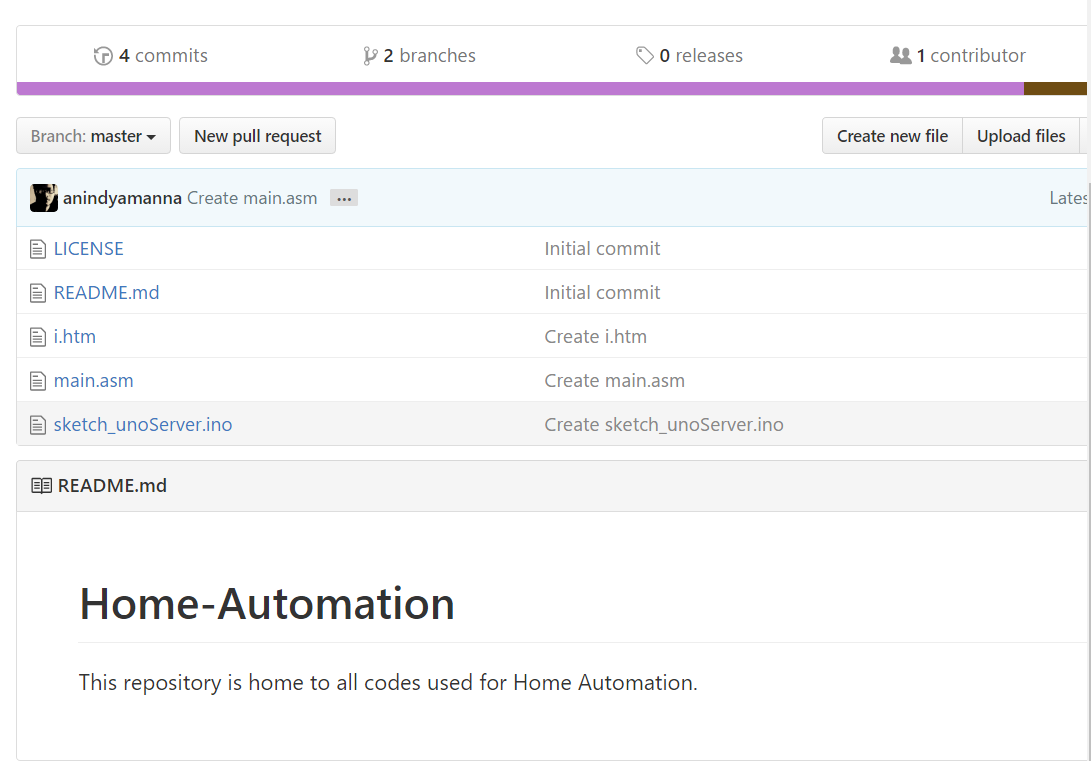 4 commits 2 branches 0 releases 1 contributor
Branch: master New pull request Create new file Upload files
anindyamanna Create main.asm ...
LICENSE Initial commit
README.md Initial commit
i.htm Create i.htm
main.asm Create main.asm
sketch_unoServer.ino Create sketch_unoServer.ino
README.md
Home-Automation
This repository is home to all codes used for Home Automation.